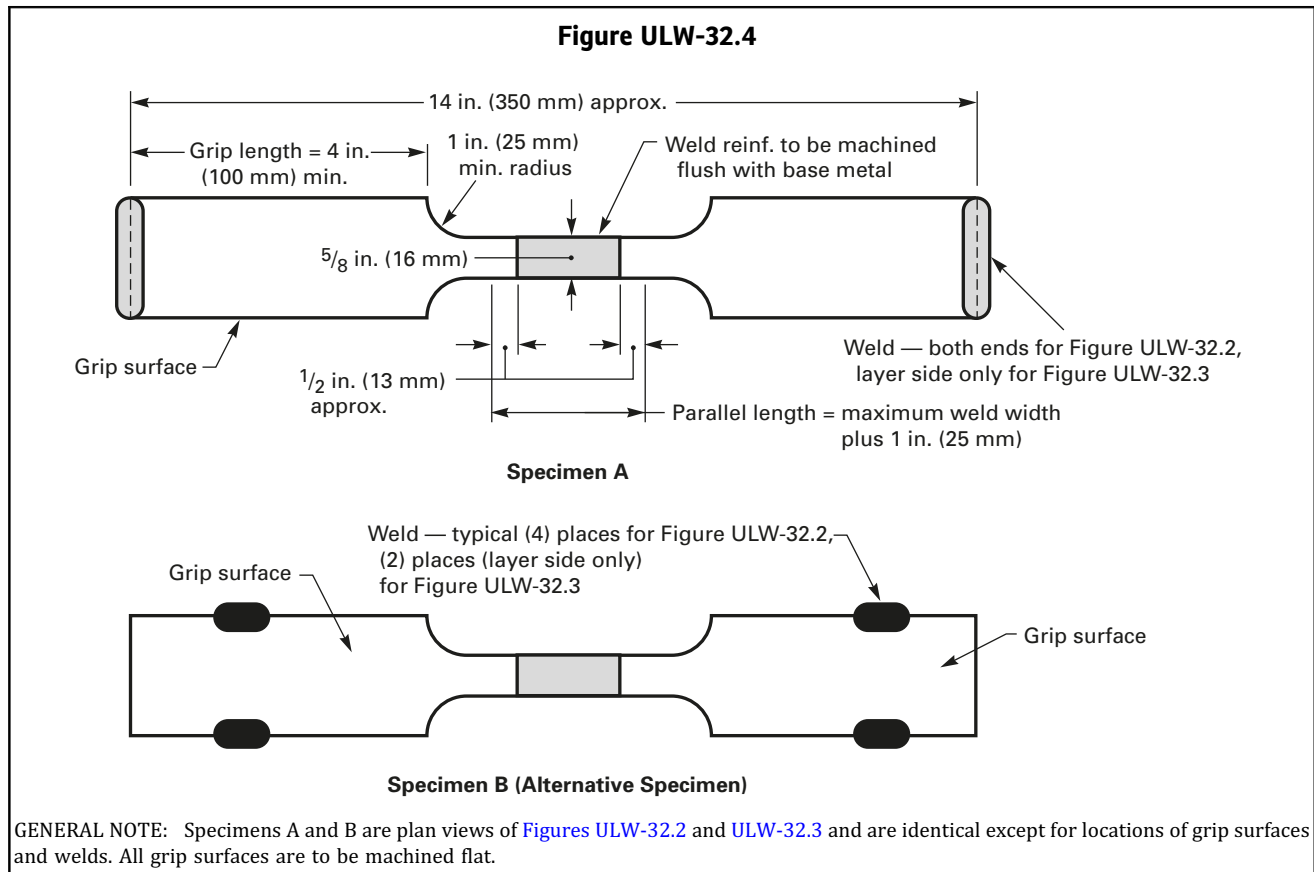 Figure ULW-32.4
14 in. (350 mm) approx.
Grip length = 4 in.
(100 mm) min.
1 in. (25 mm)
min. radius
Weld reinf. to be machined
flush with base metal
5/8 in. (16 mm)
Grip surface
1/2 in. (13 mm)
approx.
Weld — both ends for Figure ULW-32.2,
layer side only for Figure ULW-32.3
Parallel length = maximum weld width
plus 1 in. (25 mm)
Specimen A
Weld — typical (4) places for Figure ULW-32.2,
(2) places (layer side only)
for Figure ULW-32.3
Grip surface
Grip surface
Specimen B (Alternative Specimen)
GENERAL NOTE: Specimens A and B are plan views of Figures ULW-32.2 and ULW-32.3 and are identical except for locations of grip surfaces
and welds. All grip surfaces are to be machined flat.